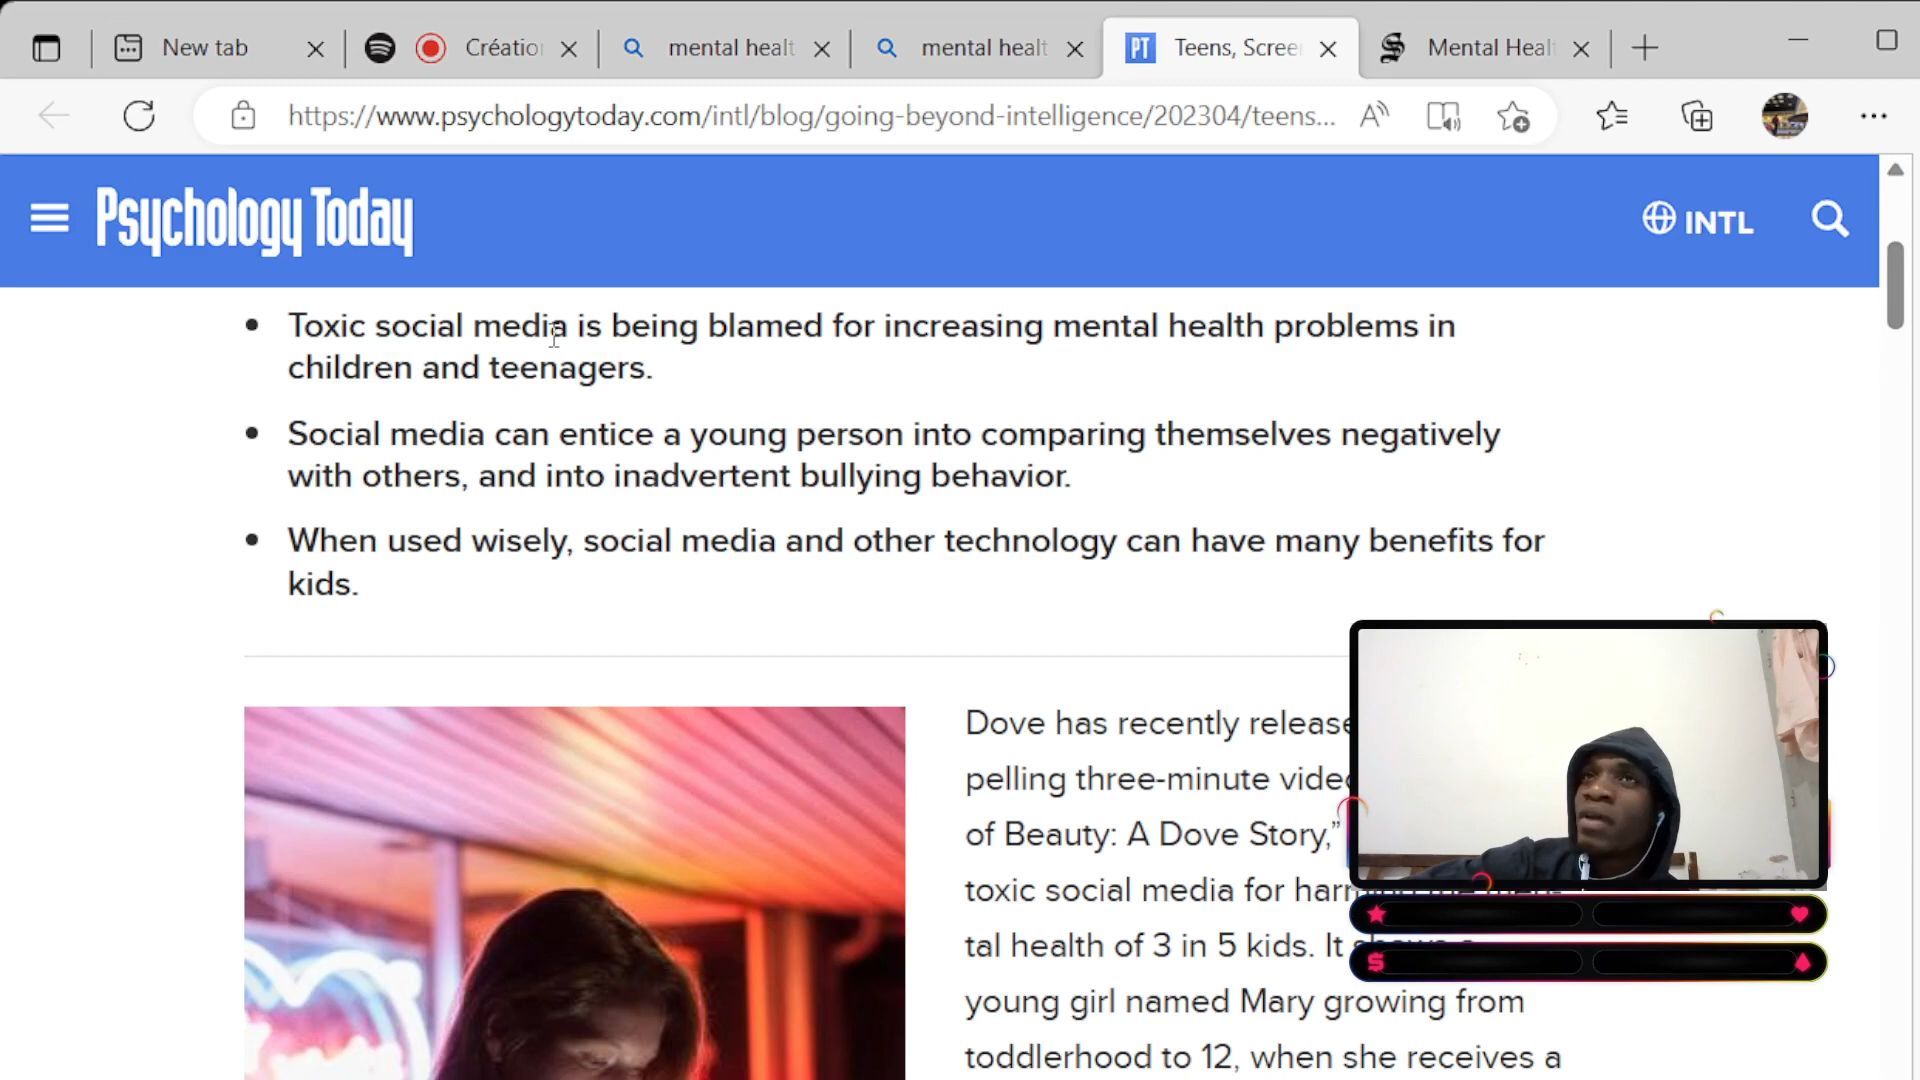 New tab
Création
mental healt
mental healt
PT
Teens, Scree
Mental Healt
https://www.psychologytoday.com/intl/blog/going-beyond-intelligence/202304/teens...
Psychology Today
INTL
Toxic social media is being blamed for increasing mental health problems in
children and teenagers.
Social media can entice a young person into comparing themselves negatively
with others, and into inadvertent bullying behavior.
When used wisely, social media and other technology can have many benefits for
kids.
Dove has recently release
pelling three-minute vide
of Beauty: A Dove Story,”
toxic social media for
tal health of 3 in 5 kids. It
young girl named Mary growing from
toddlerhood to 12, when she receives a